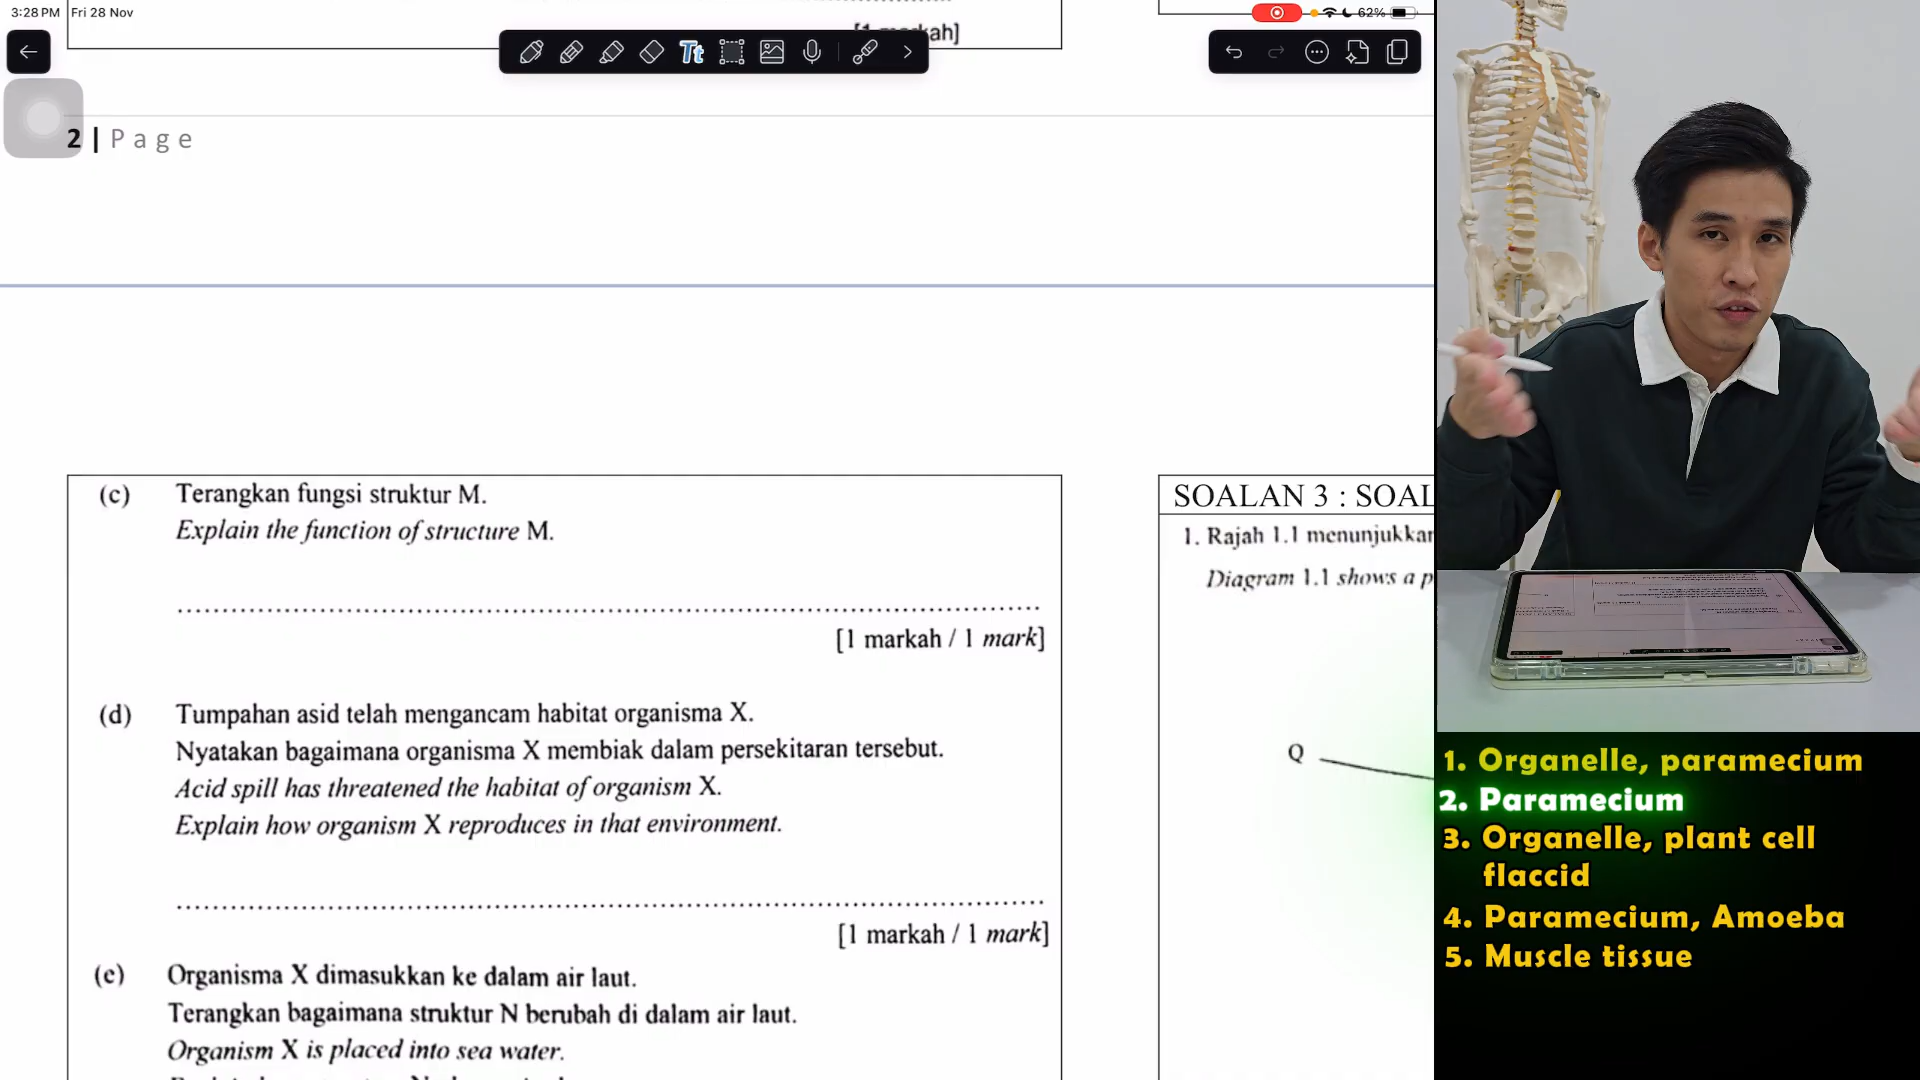 3:28 PM Fri 28 Nov
62%
2 | Page
(c) Terangkan fungsi struktur M.
Explain the function of structure M.
[1 markah / 1 mark]
(d) Tumpahan asid telah mengancam habitat organisma X.
Nyatakan bagaimana organisma X membiak dalam persekitaran tersebut.
Acid spill has threatened the habitat of organism X.
Explain how organism X reproduces in that environment.
[1 markah / 1 mark]
(e) Organisma X dimasukkan ke dalam air laut.
Terangkan bagaimana struktur N berubah di dalam air laut.
Organism X is placed into sea water.
SOALAN 3 : SOAL
1. Rajah 1.1 menunjukkan
Diagram 1.1 shows a p
Q
1. Organelle, paramecium
2. Paramecium
3. Organelle, plant cell
flaccid
4. Paramecium, Amoeba
5. Muscle tissue